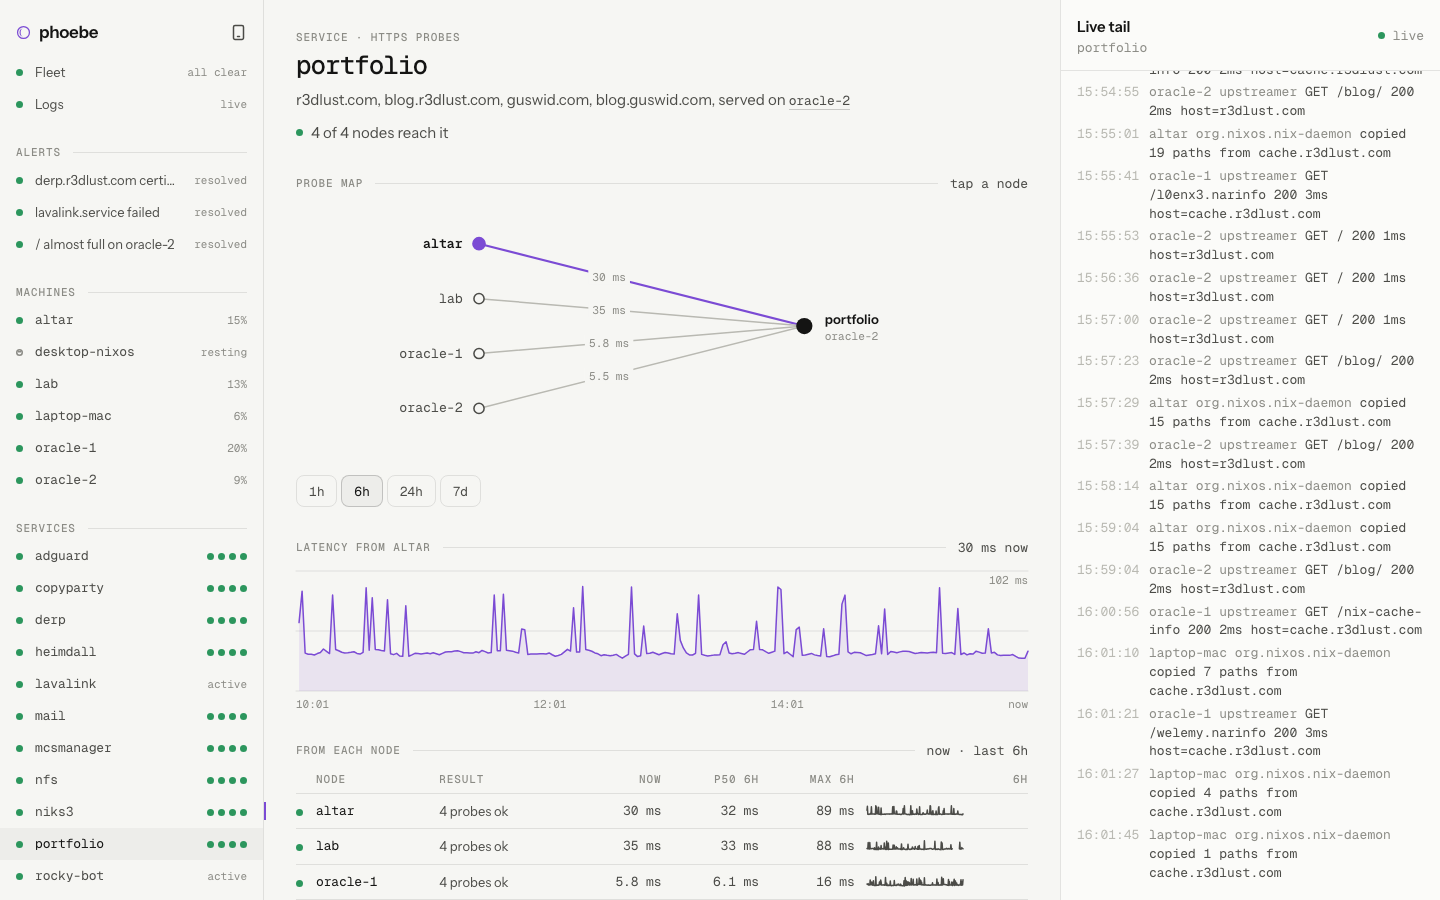 phoebe
Fleet all clear
Logs live
ALERTS
derp.r3dlust.com certi... resolved
lavalink.service failed resolved
/ almost full on oracle-2 resolved
MACHINES
altar 15%
desktop-nixos resting
lab 13%
laptop-mac 6%
oracle-1 20%
oracle-2 9%
SERVICES
adguard
copyparty
derp
heimdall
lavalink active
mail
mcsmanager
nfs
niks3
portfolio
rocky-bot active
SERVICE · HTTPS PROBES
portfolio
r3dlust.com, blog.r3dlust.com, guswid.com, blog.guswid.com, served on oracle-2
4 of 4 nodes reach it
PROBE MAP tap a node
altar
30 ms
lab
35 ms
portfolio
oracle-2
oracle-1
5.8 ms
5.5 ms
oracle-2
1h 6h 24h 7d
LATENCY FROM ALTAR 30 ms now
102 ms
10:01 12:01 14:01 now
FROM EACH NODE now · last 6h
NODE RESULT NOW P50 6H MAX 6H 6H
altar 4 probes ok 30 ms 32 ms 89 ms
lab 4 probes ok 35 ms 33 ms 88 ms
oracle-1 4 probes ok 5.8 ms 6.1 ms 16 ms
Live tail
portfolio
live
info 200 2ms host=cache.r3dlust.com
15:54:55 oracle-2 upstreamer GET /blog/ 200
2ms host=r3dlust.com
15:55:01 altar org.nixos.nix-daemon copied
19 paths from cache.r3dlust.com
15:55:41 oracle-1 upstreamer GET
/l0enx3.narinfo 200 3ms
host=cache.r3dlust.com
15:55:53 oracle-2 upstreamer GET / 200 1ms
host=r3dlust.com
15:56:36 oracle-2 upstreamer GET / 200 1ms
host=r3dlust.com
15:57:00 oracle-2 upstreamer GET / 200 1ms
host=r3dlust.com
15:57:23 oracle-2 upstreamer GET /blog/ 200
2ms host=r3dlust.com
15:57:29 altar org.nixos.nix-daemon copied
15 paths from cache.r3dlust.com
15:57:39 oracle-2 upstreamer GET /blog/ 200
2ms host=r3dlust.com
15:58:14 altar org.nixos.nix-daemon copied
15 paths from cache.r3dlust.com
15:59:04 altar org.nixos.nix-daemon copied
15 paths from cache.r3dlust.com
15:59:04 oracle-2 upstreamer GET /blog/ 200
2ms host=r3dlust.com
16:00:56 oracle-1 upstreamer GET /nix-cache-
info 200 2ms host=cache.r3dlust.com
16:01:10 laptop-mac org.nixos.nix-daemon
copied 7 paths from
cache.r3dlust.com
16:01:21 oracle-1 upstreamer GET
/welemy.narinfo 200 3ms
host=cache.r3dlust.com
16:01:27 laptop-mac org.nixos.nix-daemon
copied 4 paths from
cache.r3dlust.com
16:01:45 laptop-mac org.nixos.nix-daemon
copied 1 paths from
cache.r3dlust.com